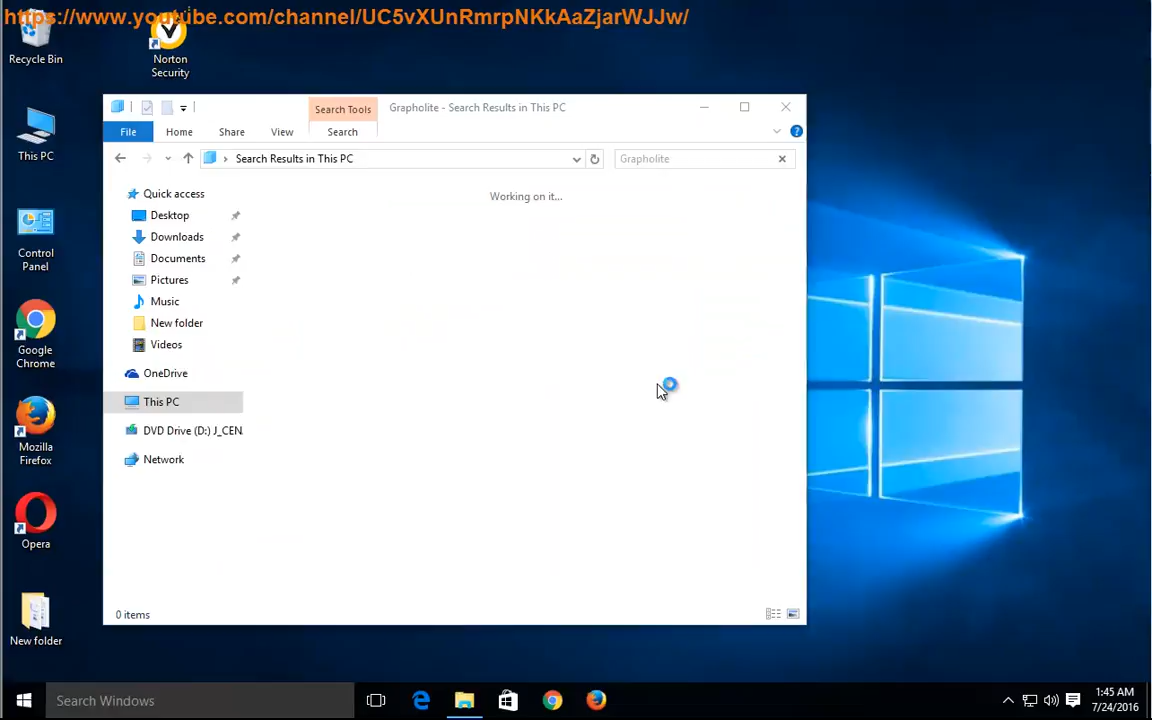 https://www.youtube.com/channel/UC5vXUnRmrpNKkAaZjarWJJw/
Recycle Bin
Norton
Security
This PC
Control
Panel
Google
Chrome
Mozilla
Firefox
Opera
New folder
Search Tools
Grapholite - Search Results in This PC
File
Home
Share
View
Search
Search Results in This PC
Grapholite
Working on it...
Quick access
Desktop
Downloads
Documents
Pictures
Music
New folder
Videos
OneDrive
This PC
DVD Drive (D:) J_CEN
Network
0 items
Search Windows
1:45 AM
7/24/2016